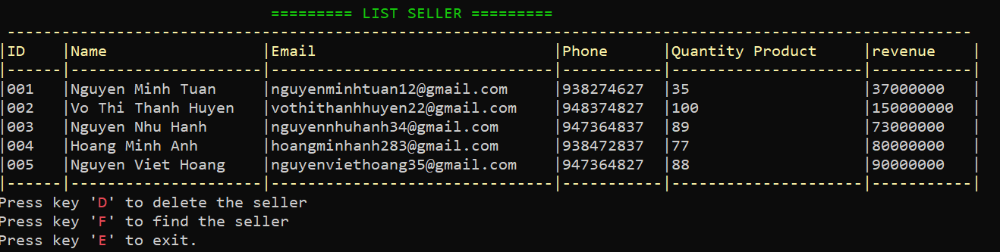 ========= LIST SELLER =========
----------------------------------------------------------------------------------------------------------
|ID    |Name                 |Email                          |Phone      |Quantity Product     |revenue    |
|------|---------------------|-------------------------------|-----------|---------------------|-----------|
|001   |Nguyen Minh Tuan     |nguyenminhtuan12@gmail.com     |938274627  |35                   |37000000   |
|002   |Vo Thi Thanh Huyen   |vothithanhhuyen22@gmail.com    |948374827  |100                  |150000000  |
|003   |Nguyen Nhu Hanh      |nguyennhuhanh34@gmail.com      |947364837  |89                   |73000000   |
|004   |Hoang Minh Anh       |hoangminhanh283@gmail.com      |938472837  |77                   |80000000   |
|005   |Nguyen Viet Hoang    |nguyenviethoang35@gmail.com    |947364827  |88                   |90000000   |
|------|---------------------|-------------------------------|-----------|---------------------|-----------|
Press key 'D' to delete the seller
Press key 'F' to find the seller
Press key 'E' to exit.